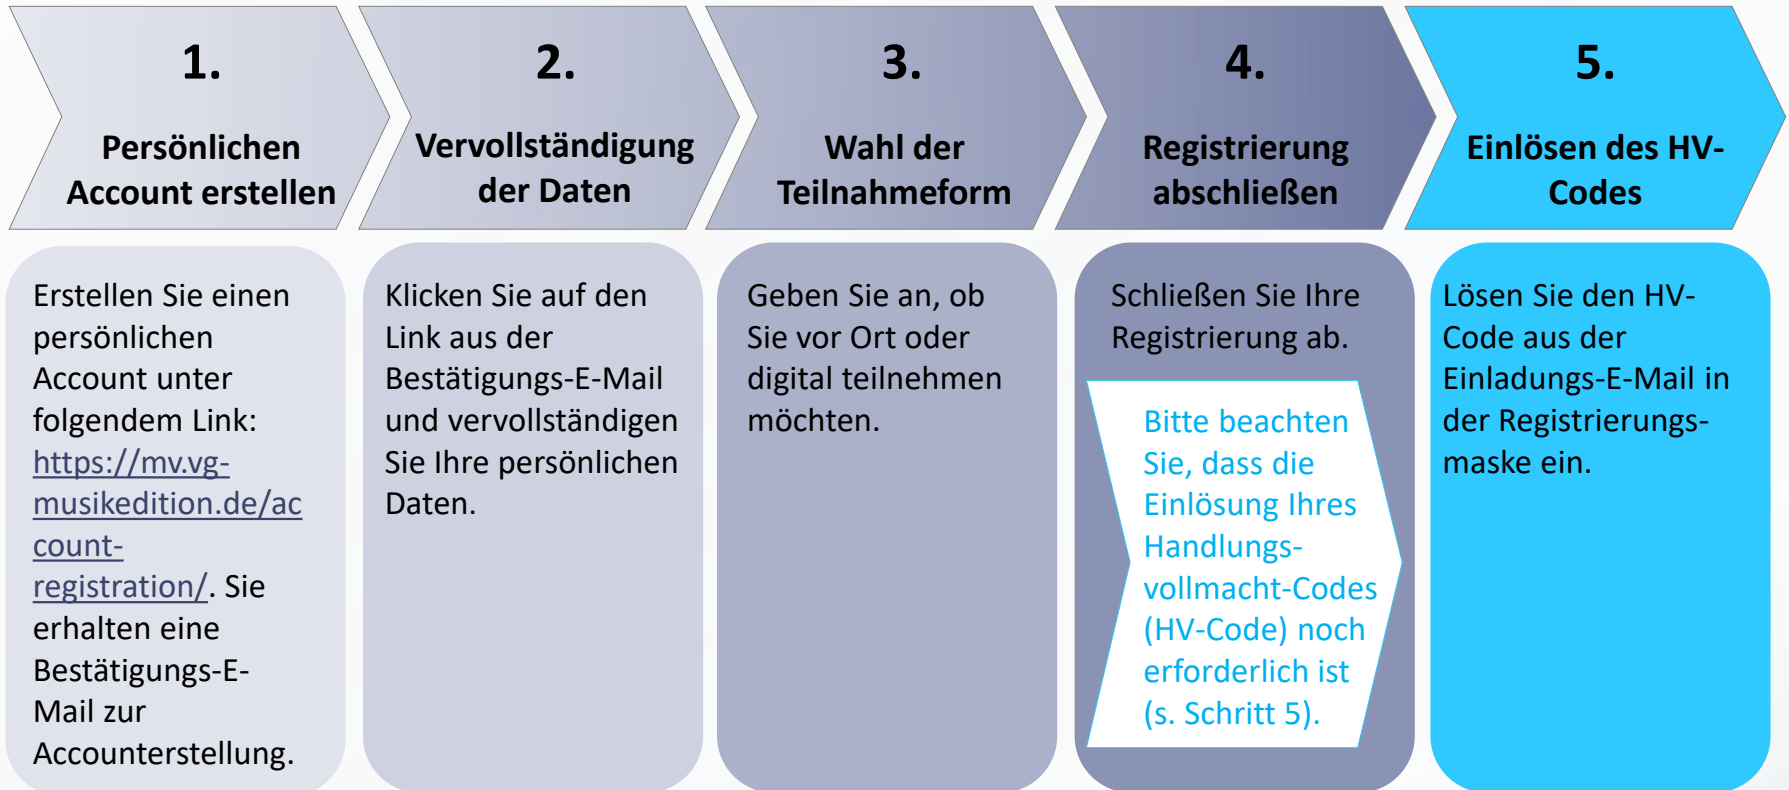 1.
Persönlichen
Account erstellen
2.
Vervollständigung
der Daten
3.
Wahl der
Teilnahmeform
4.
Registrierung
abschließen
5.
Einlösen des HV-
Codes
Erstellen Sie einen
persönlichen
Account unter
folgendem Link:
https://mv.vg-
musikedition.de/ac
count-
registration/. Sie
erhalten eine
Bestätigungs-E-
Mail zur
Accounterstellung.
Klicken Sie auf den
Link aus der
Bestätigungs-E-Mail
und vervollständigen
Sie Ihre persönlichen
Daten.
Geben Sie an, ob
Sie vor Ort oder
digital teilnehmen
möchten.
Schließen Sie Ihre
Registrierung ab.
Bitte beachten
Sie, dass die
Einlösung Ihres
Handlungs-
vollmacht-Codes
(HV-Code) noch
erforderlich ist
(s. Schritt 5).
Lösen Sie den HV-
Code aus der
Einladungs-E-Mail in
der Registrierungs-
maske ein.